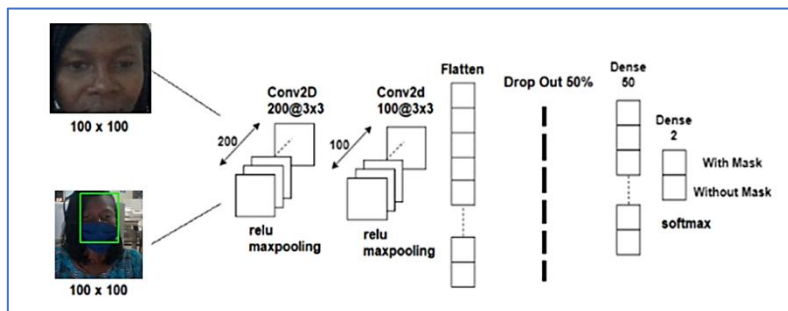 100 x 100
100 x 100
Conv2D
200@3x3
200
relu
maxpooling
Conv2d
100@3x3
100
relu
maxpooling
Flatten
Drop Out 50%
Dense
50
Dense
2
With Mask
Without Mask
softmax